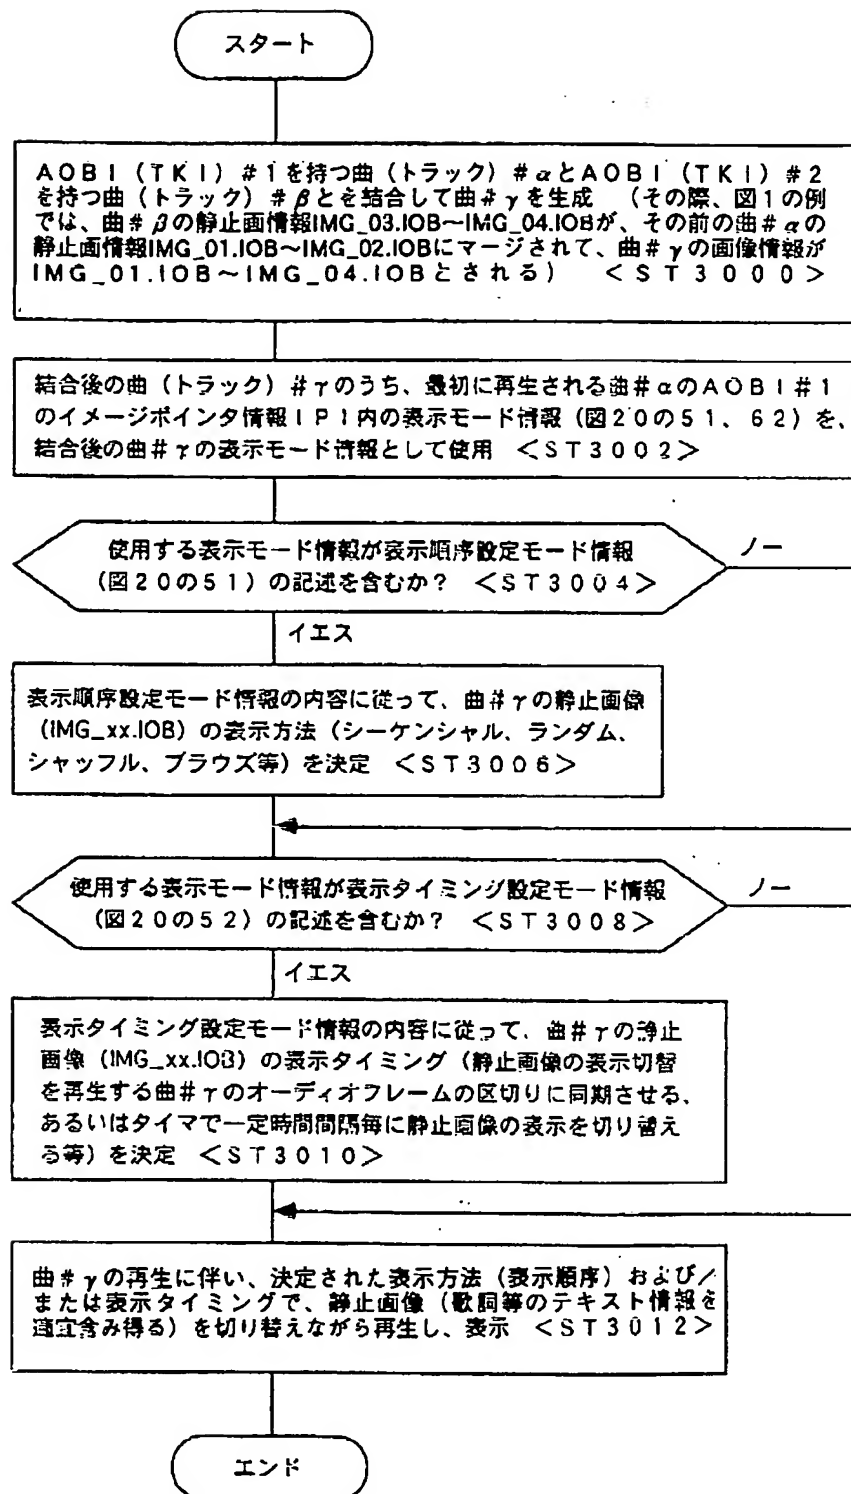 スタート
AOBI(TKI)#1を持つ曲(トラック)#αとAOBI(TKI)#2
を持つ曲(トラック)#βとを結合して曲#γを生成 (その際、図1の例
では、曲#βの静止画情報IMG_03.IOB～IMG_04.IOBが、その前の曲#αの
静止画情報IMG_01.IOB～IMG_02.IOBにマージされて、曲#γの画像情報が
IMG_01.IOB～IMG_04.IOBとされる) <ST3000>
結合後の曲(トラック)#γのうち、最初に再生される曲#αのAOBI#1
のイメージポインタ情報IPI内の表示モード情報(図20の51、62)を、
結合後の曲#γの表示モード情報として使用 <ST3002>
使用する表示モード情報が表示順序設定モード情報
(図20の51)の記述を含むか? <ST3004>
ノー
イエス
表示順序設定モード情報の内容に従って、曲#γの静止画像
(IMG_xx.IOB)の表示方法(シーケンシャル、ランダム、
シャッフル、ブラウズ等)を決定 <ST3006>
使用する表示モード情報が表示タイミング設定モード情報
(図20の52)の記述を含むか? <ST3008>
ノー
イエス
表示タイミング設定モード情報の内容に従って、曲#γの静止
画像(IMG_xx.IOB)の表示タイミング(静止画像の表示切替
を再生する曲#γのオーディオフレームの区切りに同期させる、
あるいはタイマで一定時間間隔毎に静止画像の表示を切り替え
る等)を決定 <ST3010>
曲#γの再生に伴い、決定された表示方法(表示順序)および/
または表示タイミングで、静止画像(歌詞等のテキスト情報を
適宜含み得る)を切り替えながら再生し、表示 <ST3012>
エンド